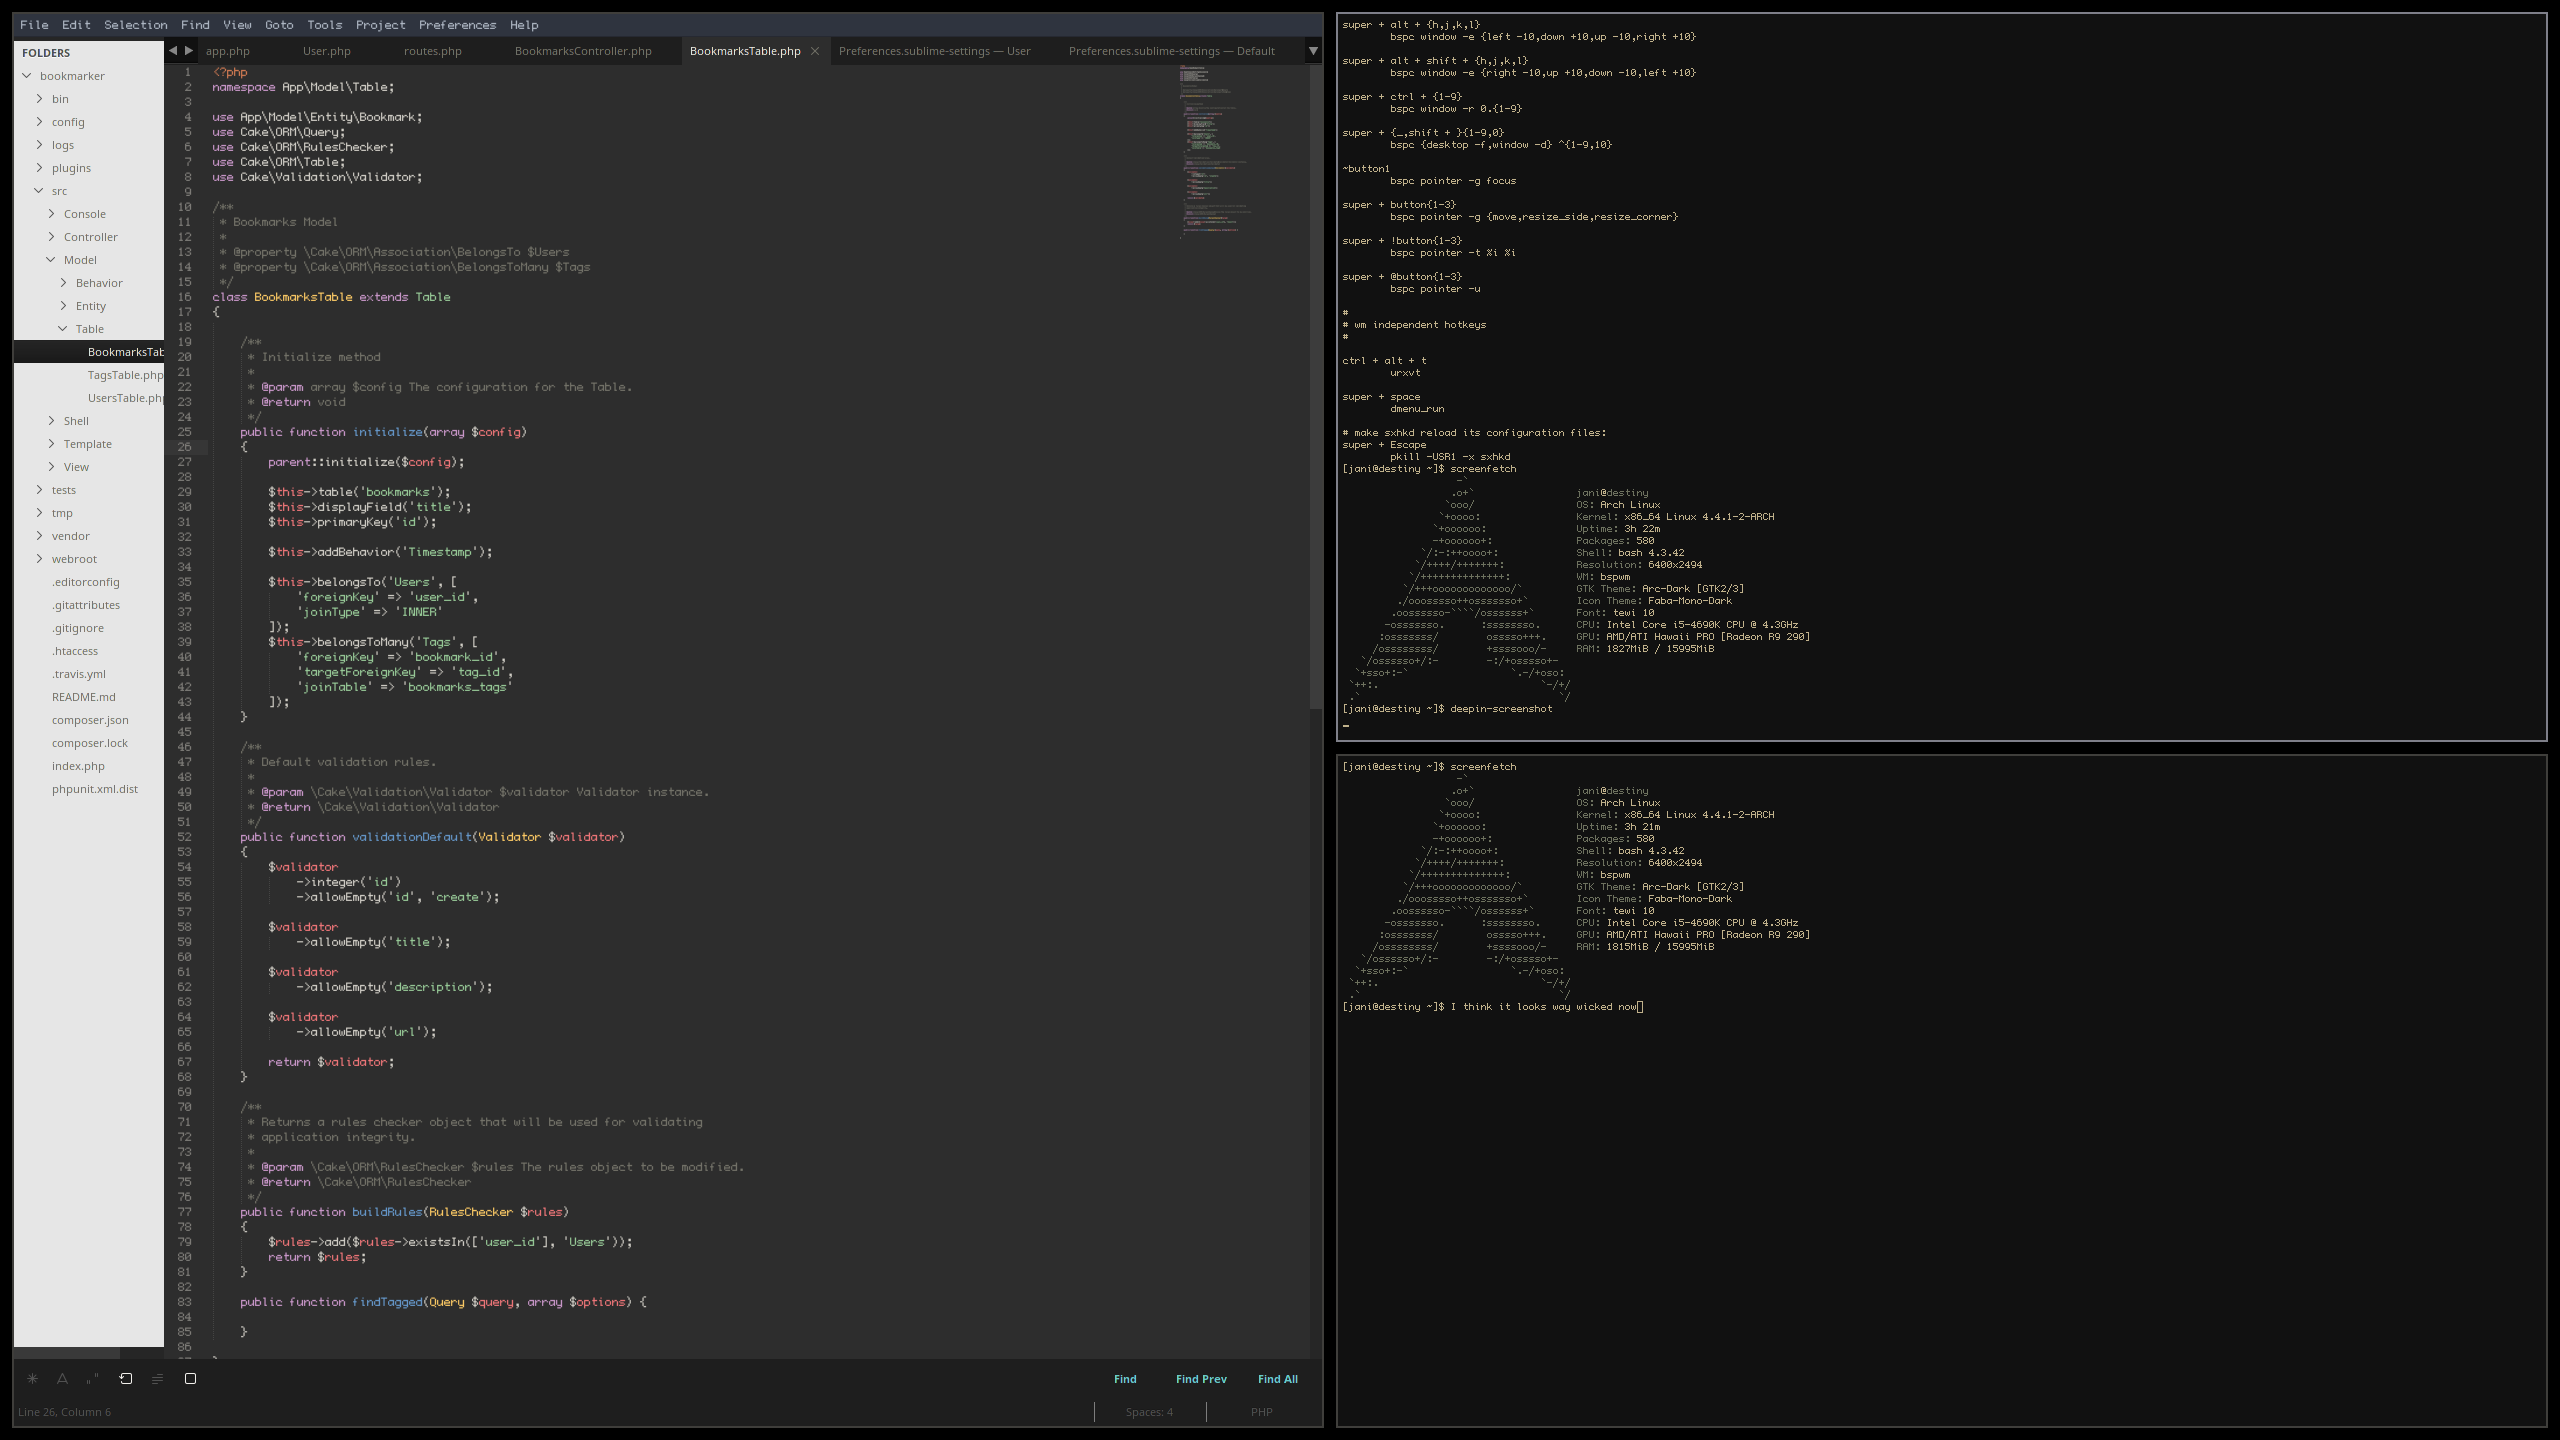 File Edit Selection Find View Goto Tools Project Preferences Help
FOLDERS
bookmarker
bin
config
logs
plugins
src
Console
Controller
Model
Behavior
Entity
Table
BookmarksTab
TagsTable.php
UsersTable.php
Shell
Template
View
tests
tmp
vendor
webroot
.editorconfig
.gitattributes
.gitignore
.htaccess
.travis.yml
README.md
composer.json
composer.lock
index.php
phpunit.xml.dist
app.php User.php routes.php BookmarksController.php BookmarksTable.php Preferences.sublime-settings — User Preferences.sublime-settings — Default
1 <?php
2 namespace App\Model\Table;
3
4 use App\Model\Entity\Bookmark;
5 use Cake\ORM\Query;
6 use Cake\ORM\RulesChecker;
7 use Cake\ORM\Table;
8 use Cake\Validation\Validator;
9
10 /**
11 * Bookmarks Model
12 *
13 * @property \Cake\ORM\Association\BelongsTo $Users
14 * @property \Cake\ORM\Association\BelongsToMany $Tags
15 */
16 class BookmarksTable extends Table
17 {
18
19 /**
20 * Initialize method
21 *
22 * @param array $config The configuration for the Table.
23 * @return void
24 */
25 public function initialize(array $config)
26 {
27 parent::initialize($config);
28
29 $this->table('bookmarks');
30 $this->displayField('title');
31 $this->primaryKey('id');
32
33 $this->addBehavior('Timestamp');
34
35 $this->belongsTo('Users', [
36 'foreignKey' => 'user_id',
37 'joinType' => 'INNER'
38 ]);
39 $this->belongsToMany('Tags', [
40 'foreignKey' => 'bookmark_id',
41 'targetForeignKey' => 'tag_id',
42 'joinTable' => 'bookmarks_tags'
43 ]);
44 }
45
46 /**
47 * Default validation rules.
48 *
49 * @param \Cake\Validation\Validator $validator Validator instance.
50 * @return \Cake\Validation\Validator
51 */
52 public function validationDefault(Validator $validator)
53 {
54 $validator
55 ->integer('id')
56 ->allowEmpty('id', 'create');
57
58 $validator
59 ->allowEmpty('title');
60
61 $validator
62 ->allowEmpty('description');
63
64 $validator
65 ->allowEmpty('url');
66
67 return $validator;
68 }
69
70 /**
71 * Returns a rules checker object that will be used for validating
72 * application integrity.
73 *
74 * @param \Cake\ORM\RulesChecker $rules The rules object to be modified.
75 * @return \Cake\ORM\RulesChecker
76 */
77 public function buildRules(RulesChecker $rules)
78 {
79 $rules->add($rules->existsIn(['user_id'], 'Users'));
80 return $rules;
81 }
82
83 public function findTagged(Query $query, array $options) {
84
85 }
86
Find Find Prev Find All
Line 26, Column 6 Spaces: 4 PHP
super + alt + {h,j,k,l}
bspc window -e {left -10,down +10,up -10,right +10}
super + alt + shift + {h,j,k,l}
bspc window -e {right -10,up +10,down -10,left +10}
super + ctrl + {1-9}
bspc window -r 0.{1-9}
super + {_,shift + }{1-9,0}
bspc {desktop -f,window -d} ^{1-9,10}
~button1
bspc pointer -g focus
super + button{1-3}
bspc pointer -g {move,resize_side,resize_corner}
super + !button{1-3}
bspc pointer -t %i %i
super + @button{1-3}
bspc pointer -u
#
# wm independent hotkeys
#
ctrl + alt + t
urxvt
super + space
dmenu_run
# make sxhkd reload its configuration files:
super + Escape
pkill -USR1 -x sxhkd
[jani@destiny ~]$ screenfetch
jani@destiny
OS: Arch Linux
Kernel: x86_64 Linux 4.4.1-2-ARCH
Uptime: 3h 22m
Packages: 580
Shell: bash 4.3.42
Resolution: 6400x2494
WM: bspwm
GTK Theme: Arc-Dark [GTK2/3]
Icon Theme: Faba-Mono-Dark
Font: tewi 10
CPU: Intel Core i5-4690K CPU @ 4.3GHz
GPU: AMD/ATI Hawaii PRO [Radeon R9 290]
RAM: 1827MiB / 15995MiB
[jani@destiny ~]$ deepin-screenshot
[jani@destiny ~]$ screenfetch
jani@destiny
OS: Arch Linux
Kernel: x86_64 Linux 4.4.1-2-ARCH
Uptime: 3h 21m
Packages: 580
Shell: bash 4.3.42
Resolution: 6400x2494
WM: bspwm
GTK Theme: Arc-Dark [GTK2/3]
Icon Theme: Faba-Mono-Dark
Font: tewi 10
CPU: Intel Core i5-4690K CPU @ 4.3GHz
GPU: AMD/ATI Hawaii PRO [Radeon R9 290]
RAM: 1815MiB / 15995MiB
[jani@destiny ~]$ I think it looks way wicked now